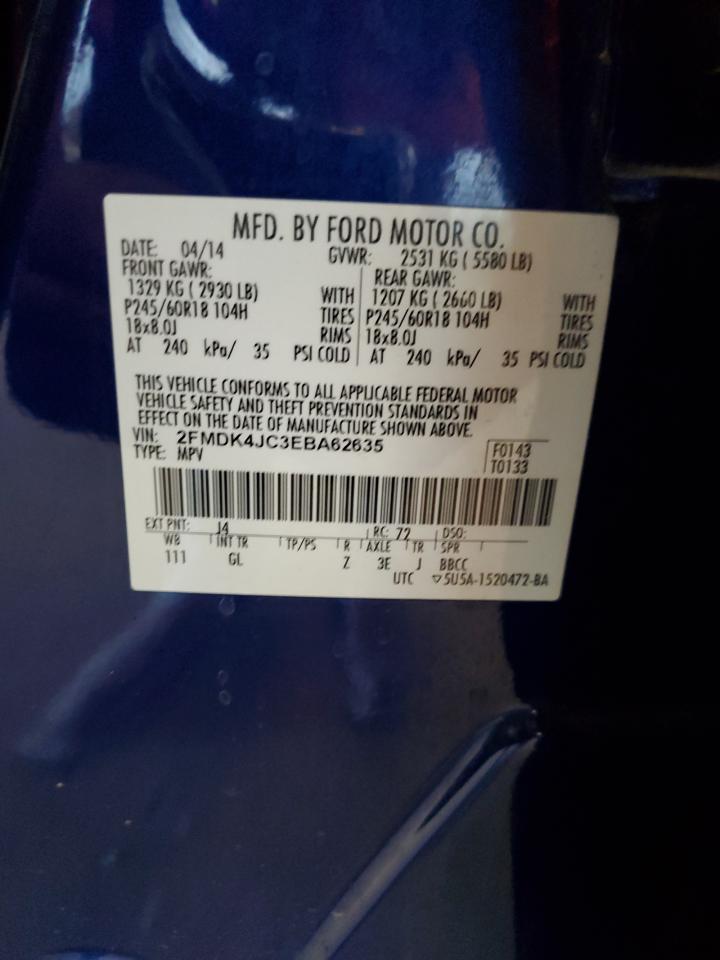 MFD. BY FORD MOTOR CO.
DATE: 04/14 GVWR: 2531 KG ( 5580 LB)
FRONT GAWR: REAR GAWR:
1329 KG ( 2930 LB) WITH 1207 KG ( 2660 LB) WITH
P245/60R18 104H TIRES P245/60R18 104H TIRES
18x8.0J RIMS 18x8.0J RIMS
AT 240 kPa/ 35 PSI COLD AT 240 kPa/ 35 PSI COLD
THIS VEHICLE CONFORMS TO ALL APPLICABLE FEDERAL MOTOR
VEHICLE SAFETY AND THEFT PREVENTION STANDARDS IN
EFFECT ON THE DATE OF MANUFACTURE SHOWN ABOVE.
VIN: 2FMDK4JC3EBA62635 F0143
TYPE: MPV T0133
EXT PNT: J4 RC: 72 DSO:
WB INT TR TP/PS R AXLE TR SPR
111 GL Z 3E J BBCC
UTC ▽5U5A-1520472-BA